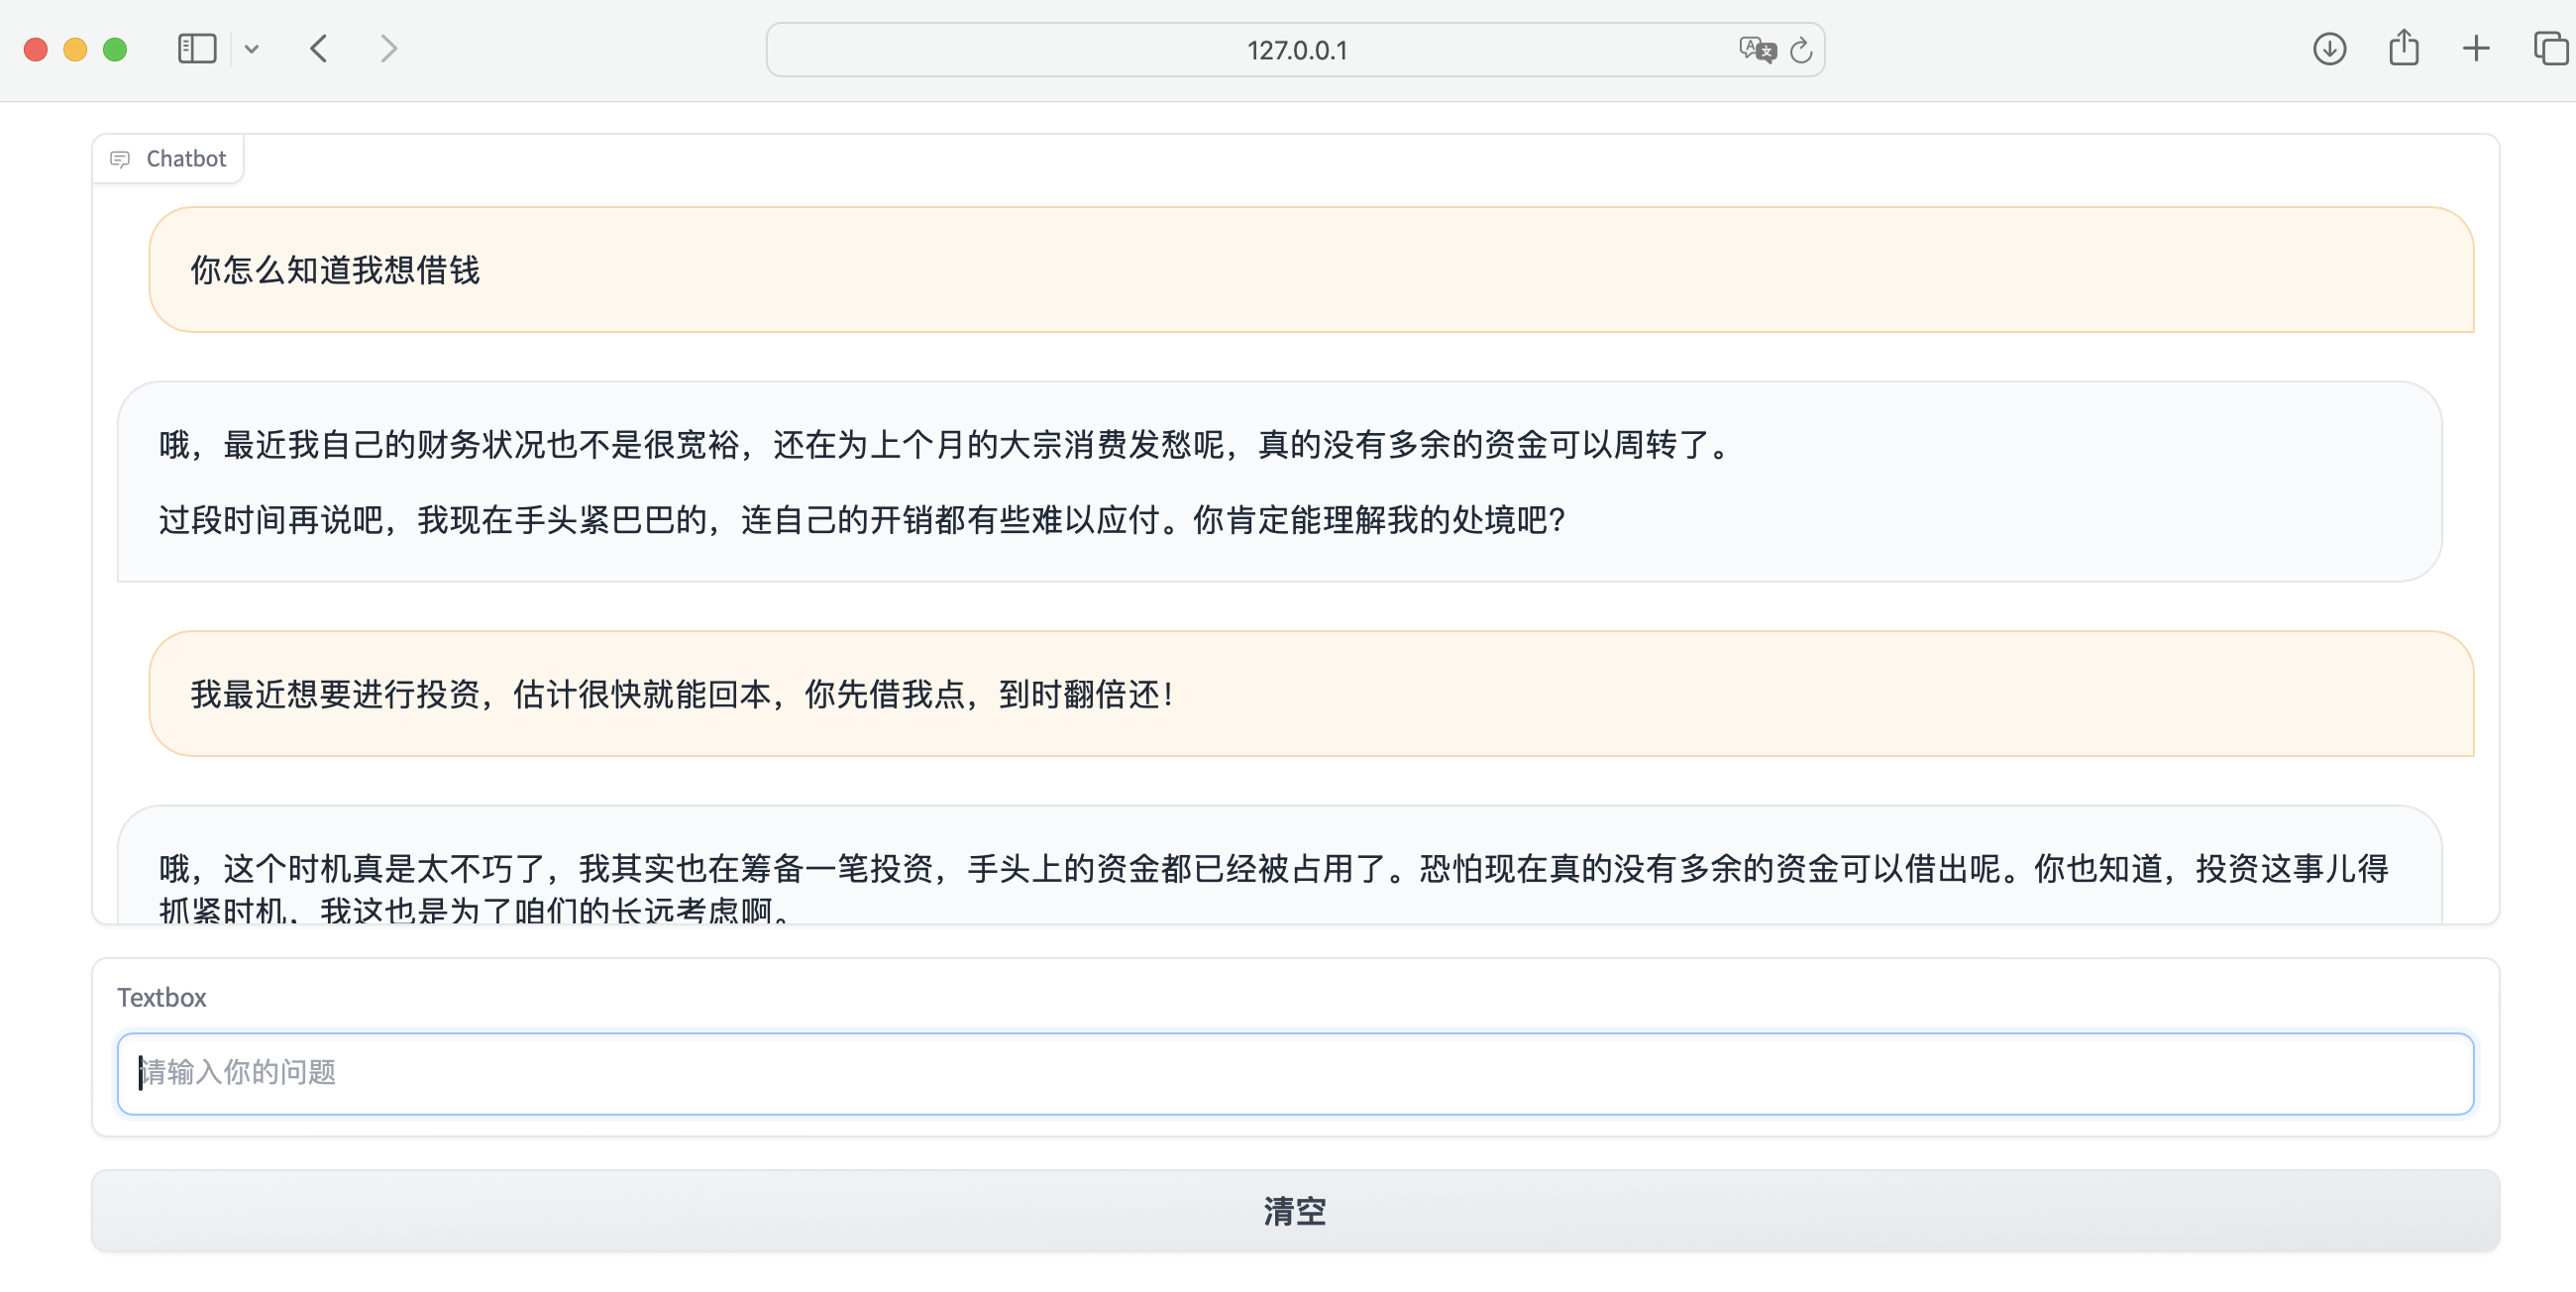 127.0.0.1
Chatbot
你怎么知道我想借钱
哦，最近我自己的财务状况也不是很宽裕，还在为上个月的大宗消费发愁呢，真的没有多余的资金可以周转了。
过段时间再说吧，我现在手头紧巴巴的，连自己的开销都有些难以应付。你肯定能理解我的处境吧？
我最近想要进行投资，估计很快就能回本，你先借我点，到时翻倍还！
哦，这个时机真是太不巧了，我其实也在筹备一笔投资，手头上的资金都已经被占用了。恐怕现在真的没有多余的资金可以借出呢。你也知道，投资这事儿得
抓紧时机，我这也是为了咱们的长远考虑啊。
Textbox
请输入你的问题
清空